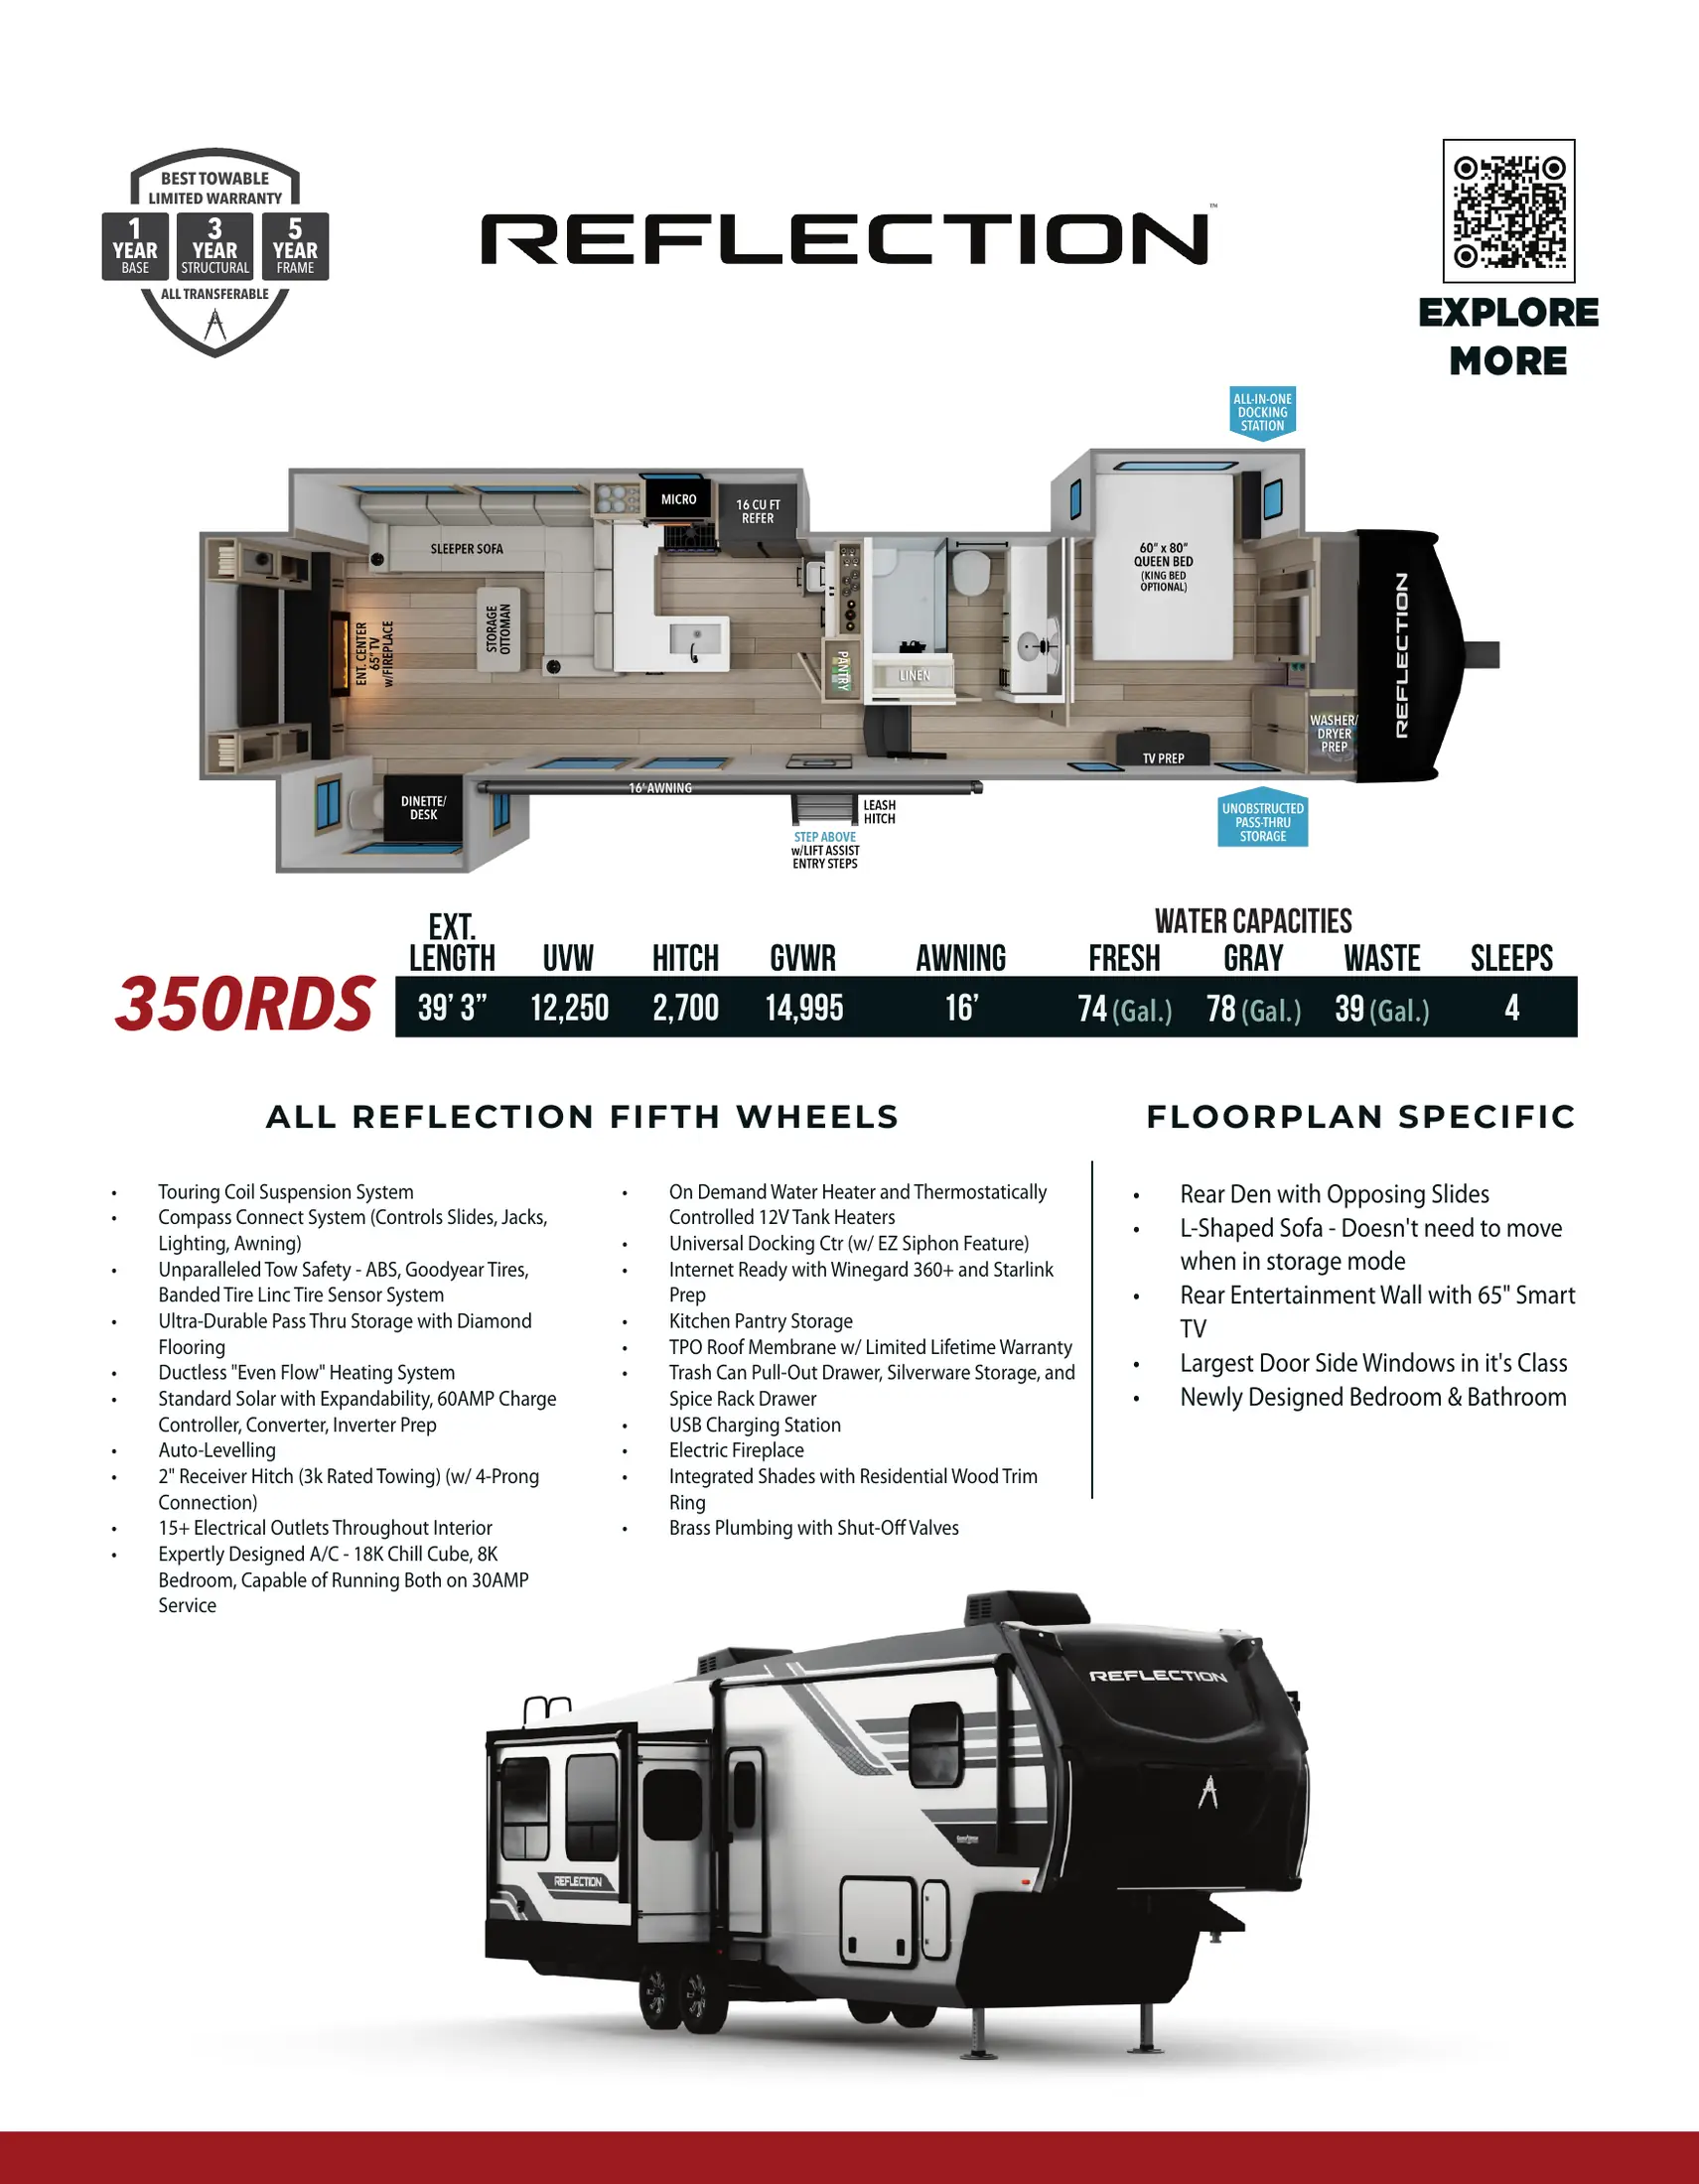 BEST TOWABLE
LIMITED WARRANTY
1
YEAR
BASE
3
YEAR
STRUCTURAL
5
YEAR
FRAME
ALL TRANSFERABLE
REFLECTION™
EXPLORE
MORE
ALL-IN-ONE
DOCKING
STATION
MICRO
16 CU FT
REFER
SLEEPER SOFA
60" x 80"
QUEEN BED
(KING BED
OPTIONAL)
STORAGE
OTTOMAN
ENT. CENTER
65" TV
w/FIREPLACE
PANTRY
LINEN
REFLECTION
WASHER/
DRYER
PREP
TV PREP
16' AWNING
DINETTE/
DESK
LEASH
HITCH
STEP ABOVE
w/LIFT ASSIST
ENTRY STEPS
UNOBSTRUCTED
PASS-THRU
STORAGE
WATER CAPACITIES
EXT.
LENGTH UVW HITCH GVWR AWNING FRESH GRAY WASTE SLEEPS
350RDS 39' 3" 12,250 2,700 14,995 16' 74 (Gal.) 78 (Gal.) 39 (Gal.) 4
ALL REFLECTION FIFTH WHEELS
• Touring Coil Suspension System
• Compass Connect System (Controls Slides, Jacks,
Lighting, Awning)
• Unparalleled Tow Safety - ABS, Goodyear Tires,
Banded Tire Linc Tire Sensor System
• Ultra-Durable Pass Thru Storage with Diamond
Flooring
• Ductless "Even Flow" Heating System
• Standard Solar with Expandability, 60AMP Charge
Controller, Converter, Inverter Prep
• Auto-Levelling
• 2" Receiver Hitch (3k Rated Towing) (w/ 4-Prong
Connection)
• 15+ Electrical Outlets Throughout Interior
• Expertly Designed A/C - 18K Chill Cube, 8K
Bedroom, Capable of Running Both on 30AMP
Service
• On Demand Water Heater and Thermostatically
Controlled 12V Tank Heaters
• Universal Docking Ctr (w/ EZ Siphon Feature)
• Internet Ready with Winegard 360+ and Starlink
Prep
• Kitchen Pantry Storage
• TPO Roof Membrane w/ Limited Lifetime Warranty
• Trash Can Pull-Out Drawer, Silverware Storage, and
Spice Rack Drawer
• USB Charging Station
• Electric Fireplace
• Integrated Shades with Residential Wood Trim
Ring
• Brass Plumbing with Shut-Off Valves
FLOORPLAN SPECIFIC
• Rear Den with Opposing Slides
• L-Shaped Sofa - Doesn't need to move
when in storage mode
• Rear Entertainment Wall with 65" Smart
TV
• Largest Door Side Windows in it's Class
• Newly Designed Bedroom & Bathroom
REFLECTION
REFLECTION